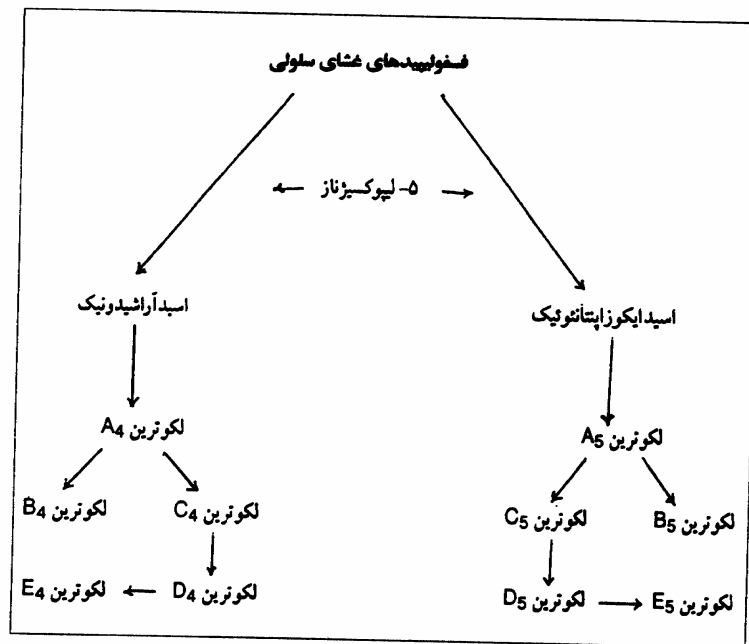 فسفولیپیدهای غشای سلولی
۵- لیپوکسیژناز
اسیدایکوزاپنتأنئوئیک
اسیدآراشیدونیک
لکوترین A5
لکوترین A4
لکوترین B5
لکوترین C5
لکوترین C4
لکوترین B4
لکوترین E5
لکوترین D5
لکوترین D4
لکوترین E4